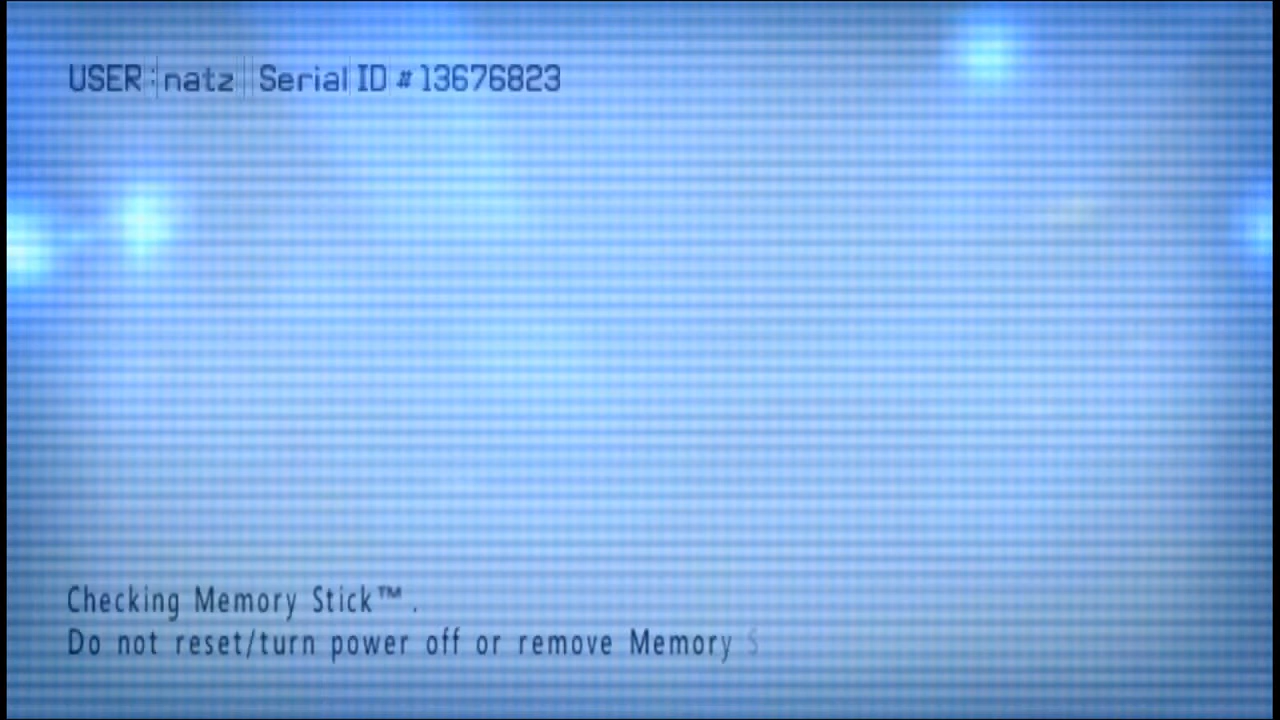 USER : natz Serial ID # 13676823
Checking Memory Stick™ .
Do not reset/turn power off or remove Memory S